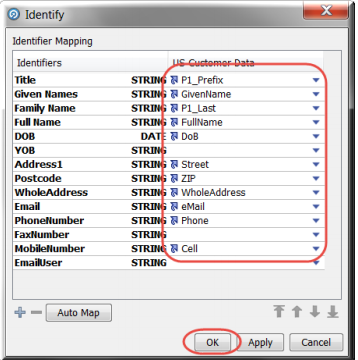 Identify
Identifier Mapping
Identifiers US Customer Data
Title STRING P1_Prefix
Given Names STRING GivenName
Family Name STRING P1_Last
Full Name STRING FullName
DOB DATE DoB
YOB STRING
Address1 STRING Street
Postcode STRING ZIP
WholeAddress STRING WholeAddress
Email STRING eMail
PhoneNumber STRING Phone
FaxNumber STRING
MobileNumber STRING Cell
EmailUser STRING
Auto Map
OK Apply Cancel